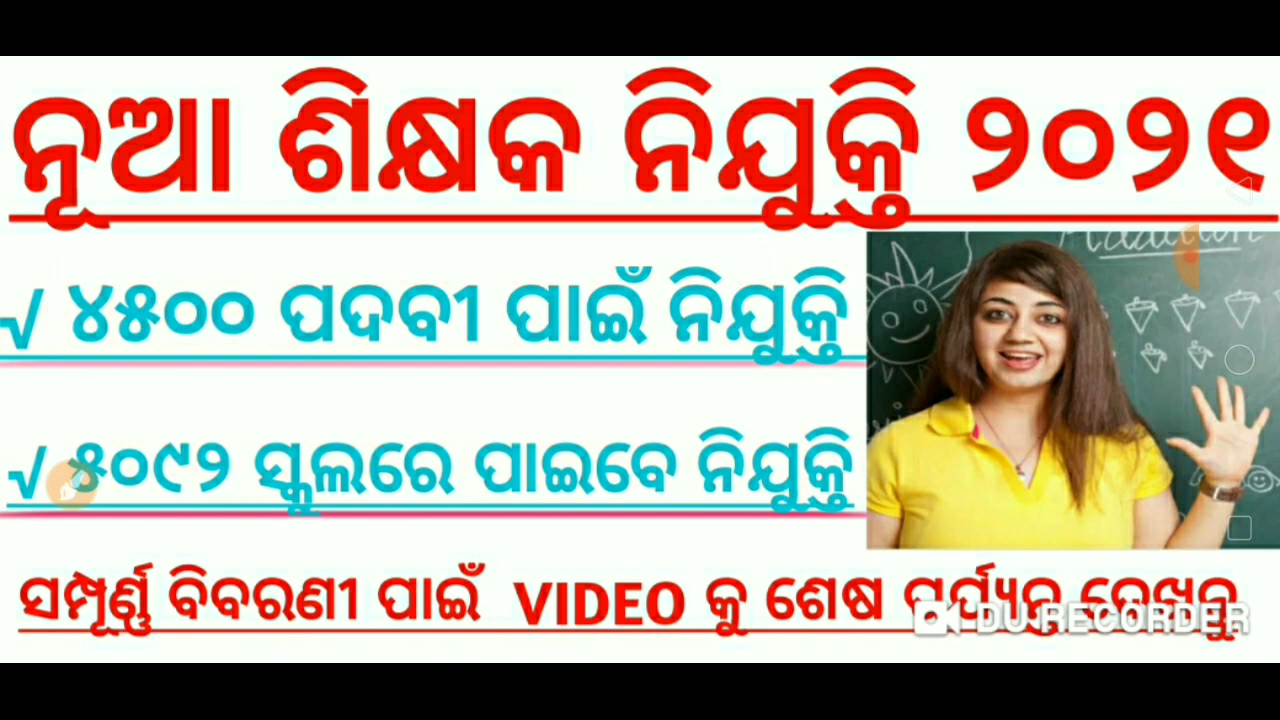 ନୂଆ ଶିକ୍ଷକ ନିଯୁକ୍ତି ୨୦୨୧
√ ୪୫୦୦ ପଦବୀ ପାଇଁ ନିଯୁକ୍ତି
√ ୫୦୯୨ ସ୍କୁଲରେ ପାଇବେ ନିଯୁକ୍ତି
ସମ୍ପୂର୍ଣ୍ଣ ବିବରଣୀ ପାଇଁ VIDEO କୁ ଶେଷ ପର୍ଯ୍ୟନ୍ତ ଦେଖନ୍ତୁ
DU RECORDER